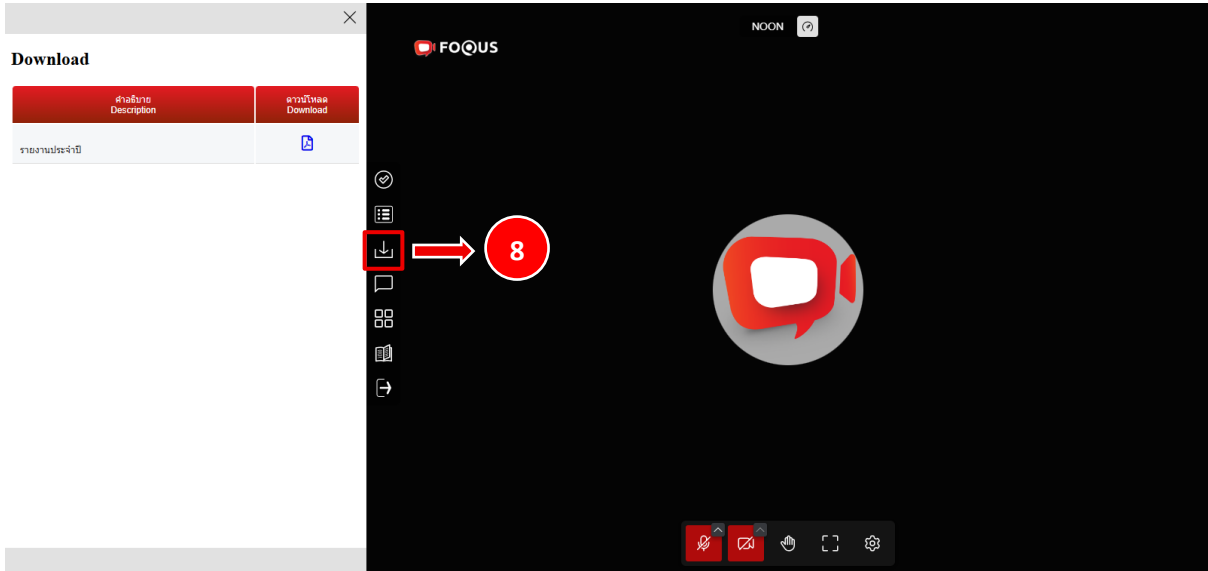 NOON
FOQUS
Download
คำอธิบาย
Description
ดาวน์โหลด
Download
รายงานประจำปี
8